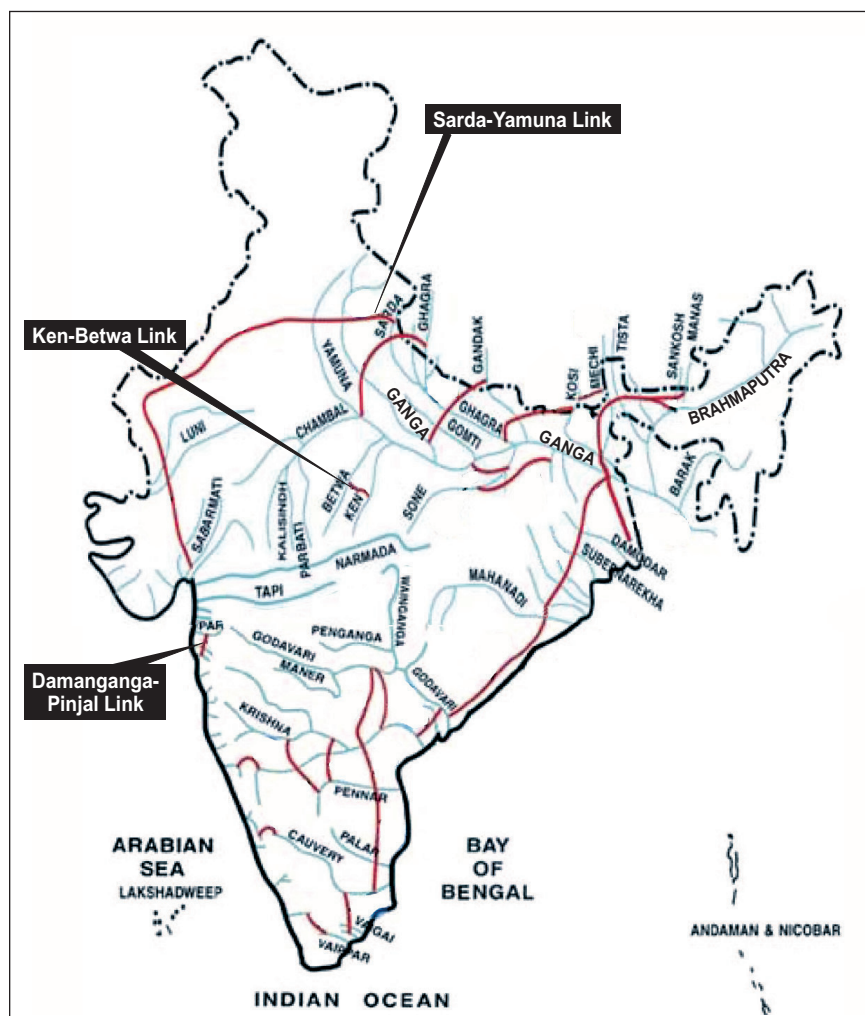 Sarda-Yamuna Link
SARDA
GHAGRA
Ken-Betwa Link
YAMUNA
GANDAK
KOSI
MECHI
TISTA
SANKOSH
MANAS
BRAHMAPUTRA
LUNI
CHAMBAL
GANGA
GHAGRA
GOMTI
GANGA
BARAK
SABARMATI
KALISINDH
PARBATI
BETWA
KEN
SONE
DAMODAR
SUBERNAREKHA
NARMADA
TAPI
WAINGANGA
MAHANADI
PAR
PENGANGA
GODAVARI
MANER
GODAVARI
Damanganga-
Pinjal Link
KRISHNA
PENNAR
PALAR
CAUVERY
ARABIAN
SEA
LAKSHADWEEP
BAY
OF
BENGAL
VAIGAI
VAIPPAR
ANDAMAN & NICOBAR
INDIAN OCEAN